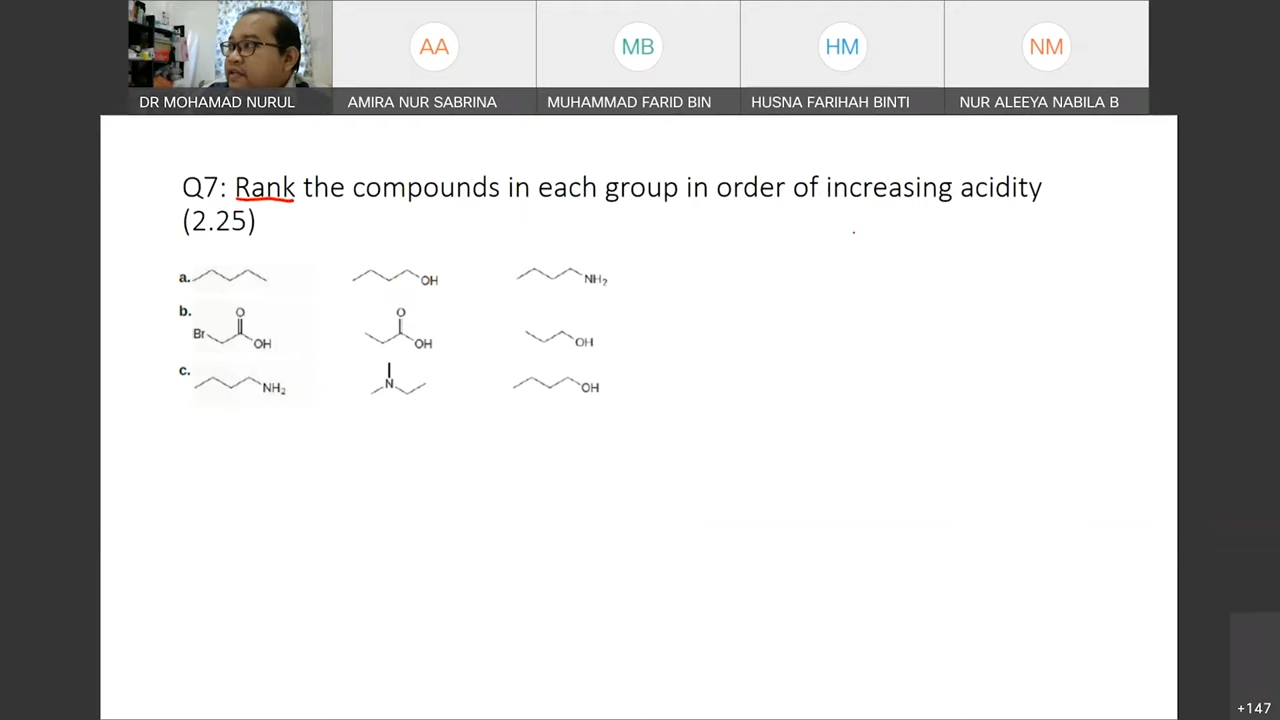 AA
MB
HM
NM
DR MOHAMAD NURUL
AMIRA NUR SABRINA
MUHAMMAD FARID BIN
HUSNA FARIHAH BINTI
NUR ALEEYA NABILA B
Q7: Rank the compounds in each group in order of increasing acidity
(2.25)
a. OH NH₂
b. Br O OH O OH OH
c. NH₂ N OH
+147